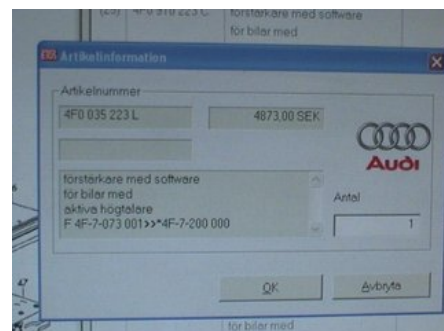 förstärkare med software
för bilar med
Artikelinformation
Artikelnummer
4F0 035 223 L
4873,00 SEK
Audi
förstärkare med software
för bilar med
aktiva högtalare
F 4F-7-073 001>>*4F-7-200 000
Antal
1
OK
Avbryta
47
för bilar med